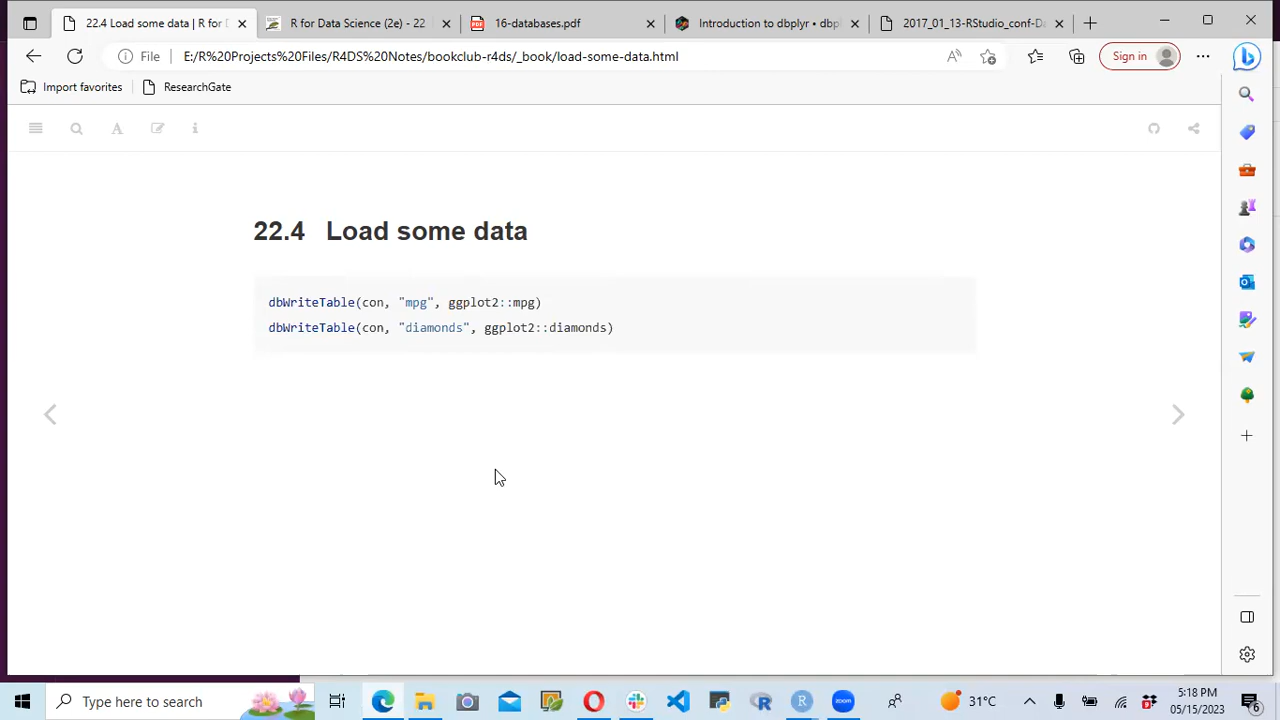 22.4 Load some data | R for D
R for Data Science (2e) - 22
16-databases.pdf
Introduction to dbplyr • dbp
2017_01_13-RStudio_conf-Da
File
E:/R%20Projects%20Files/R4DS%20Notes/bookclub-r4ds/_book/load-some-data.html
Sign in
Import favorites
ResearchGate
22.4 Load some data
dbWriteTable(con, "mpg", ggplot2::mpg)
dbWriteTable(con, "diamonds", ggplot2::diamonds)
Type here to search
31°C
5:18 PM
05/15/2023
6